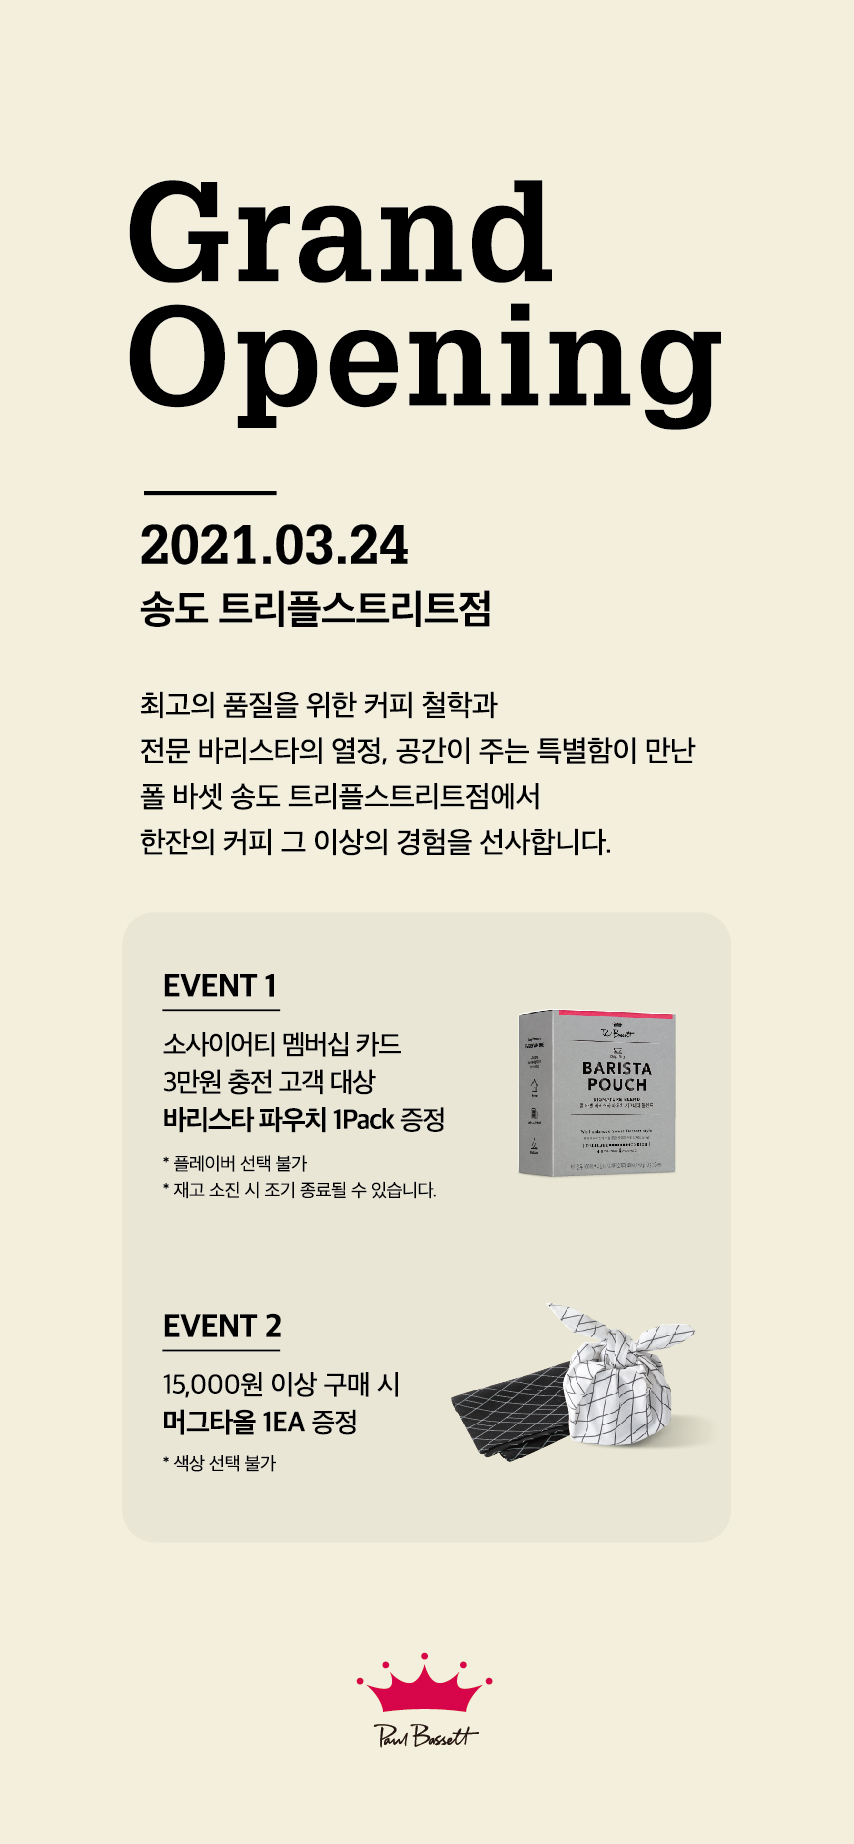 Grand
Opening
2021.03.24
송도 트리플스트리트점
최고의 품질을 위한 커피 철학과
전문 바리스타의 열정, 공간이 주는 특별함이 만난
폴 바셋 송도 트리플스트리트점에서
한잔의 커피 그 이상의 경험을 선사합니다.
EVENT 1
소사이어티 멤버십 카드
3만원 충전 고객 대상
바리스타 파우치 1Pack 증정
* 플레이버 선택 불가
* 재고 소진 시 조기 종료될 수 있습니다.
Paul Bassett
BARISTA
POUCH
SIGNATURE BLEND
EVENT 2
15,000원 이상 구매 시
머그타올 1EA 증정
* 색상 선택 불가
Paul Bassett